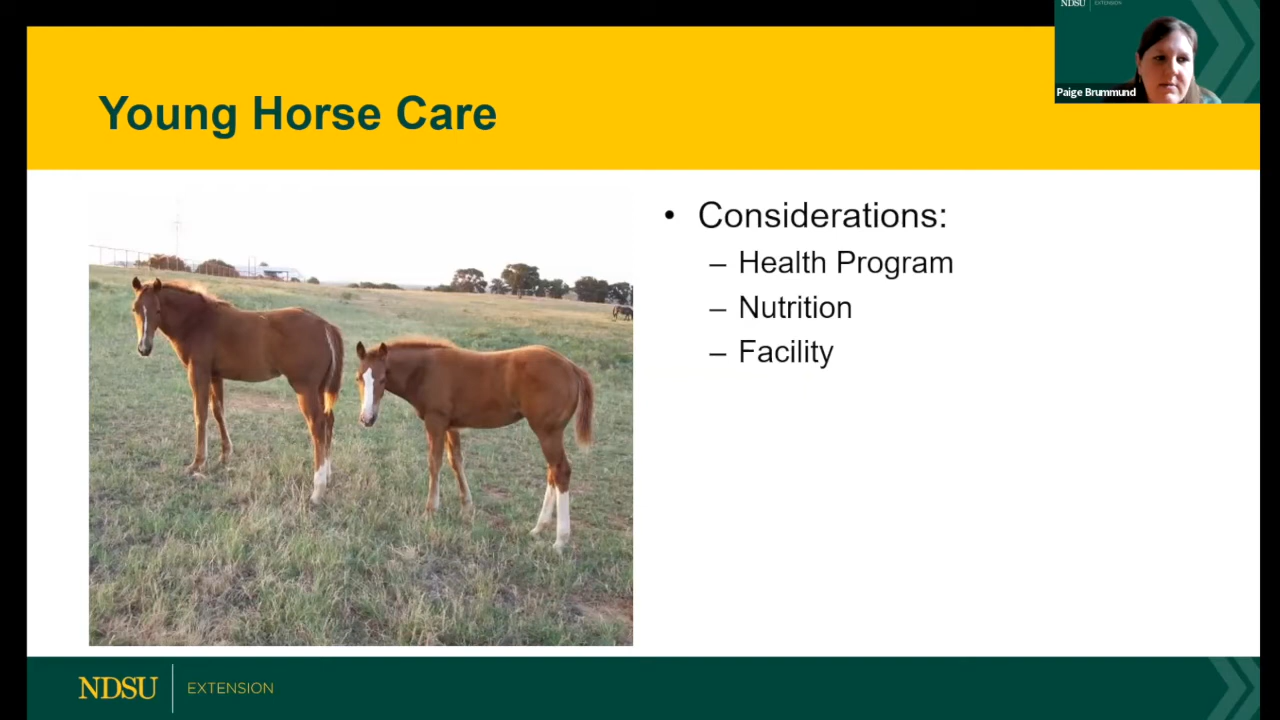 NDSU EXTENSION
Paige Brummund
Young Horse Care
• Considerations:
– Health Program
– Nutrition
– Facility
NDSU EXTENSION